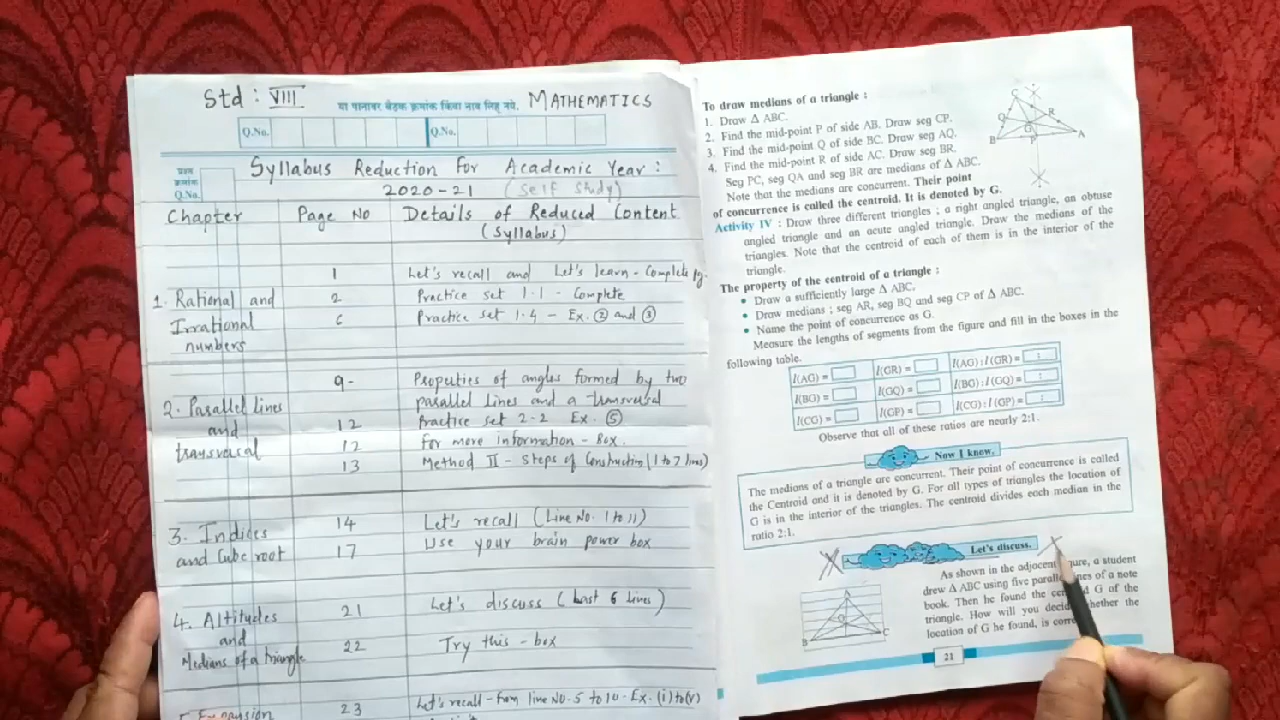 Std : VIII
या पानावर बैठक क्रमांक किंवा नाव लिहू नये.
MATHEMATICS
Q.No.
Q.No.
प्रश्न
क्रमांक
Q.No.
Syllabus Reduction For Academic Year :
2020-21 (Self Study)
Chapter Page No Details of Reduced Content
(Syllabus)
1 Let's recall and Let's learn - Complete pg.
1. Rational and 2 Practice set 1.1 - Complete
Irrational 6 Practice set 1.4 - Ex. ② and ③
numbers
9- Properties of angles formed by two
2. Parallel lines parallel lines and a transversal
and 12 Practice set 2.2 Ex. ⑤
transversal 12 For more information - Box.
13 Method II - Steps of Construction (1 to 7 lines)
3. Indices 14 Let's recall (Line No. 1 to 11)
and Cube root 17 Use your brain power box
4. Altitudes 21 Let's discuss (Last 6 lines)
and 22 Try this - box
Medians of a triangle
5. Expansion 23 Let's recall - from line No. 5 to 10 - Ex. (i) to (v)
To draw medians of a triangle :
1. Draw Δ ABC.
2. Find the mid-point P of side AB. Draw seg CP.
3. Find the mid-point Q of side BC. Draw seg AQ.
4. Find the mid-point R of side AC. Draw seg BR.
Seg PC, seg QA and seg BR are medians of Δ ABC.
Note that the medians are concurrent. Their point
of concurrence is called the centroid. It is denoted by G.
C
Q R
G
B P A
Activity IV : Draw three different triangles ; a right angled triangle, an obtuse
angled triangle and an acute angled triangle. Draw the medians of the
triangles. Note that the centroid of each of them is in the interior of the
triangle.
The property of the centroid of a triangle :
• Draw a sufficiently large Δ ABC.
• Draw medians ; seg AR, seg BQ and seg CP of Δ ABC.
• Name the point of concurrence as G.
Measure the lengths of segments from the figure and fill in the boxes in the
following table.
l(AG) = l(GR) = l(AG) : l(GR) = :
l(BG) = l(GQ) = l(BG) : l(GQ) = :
l(CG) = l(GP) = l(CG) : l(GP) = :
Observe that all of these ratios are nearly 2:1.
Now I know.
The medians of a triangle are concurrent. Their point of concurrence is called
the Centroid and it is denoted by G. For all types of triangles the location of
G is in the interior of the triangles. The centroid divides each median in the
ratio 2:1.
Let's discuss.
As shown in the adjacent figure, a student
drew Δ ABC using five parallel lines of a note
book. Then he found the centroid G of the
triangle. How will you decide whether the
location of G he found, is correct
A
G
B C
21